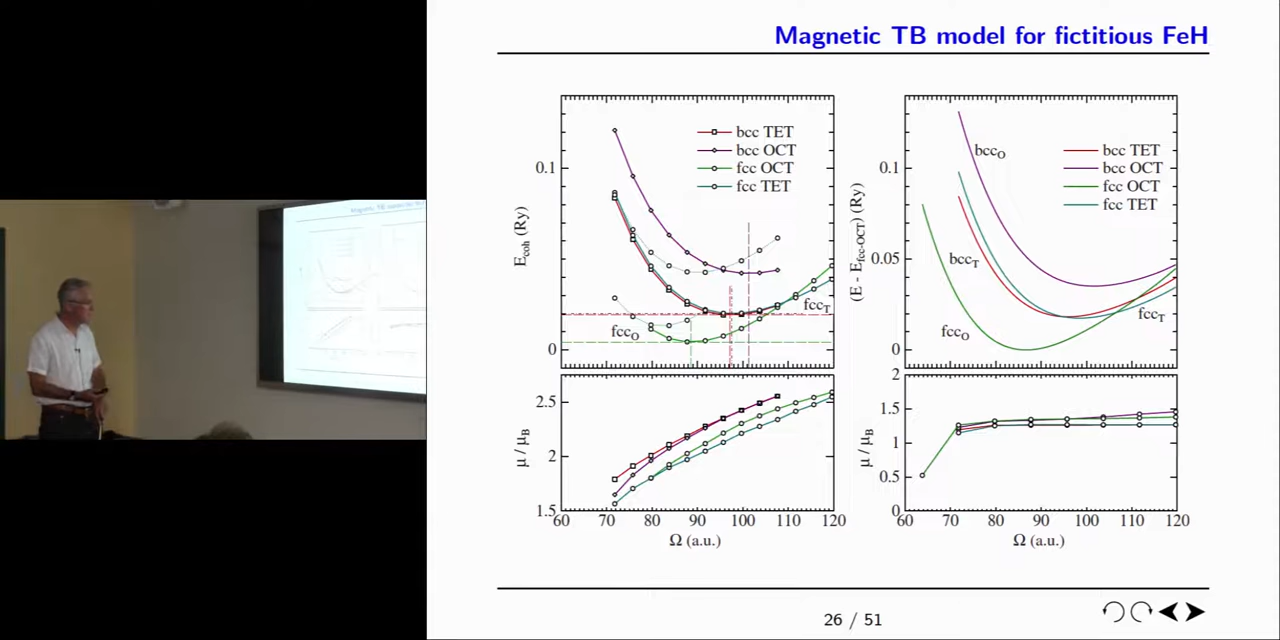 Magnetic TB model for fictitious FeH
bcc TET
bcc OCT
fcc OCT
fcc TET
0.1
0
E_coh (Ry)
fcc_O
fcc_T
2.5
2
1.5
μ / μ_B
60 70 80 90 100 110 120
Ω (a.u.)
bcc TET
bcc OCT
fcc OCT
fcc TET
0.1
0.05
0
(E - E_fcc-OCT) (Ry)
bcc_O
bcc_T
fcc_O
fcc_T
2
1.5
1
0.5
0
μ / μ_B
60 70 80 90 100 110 120
Ω (a.u.)
26 / 51